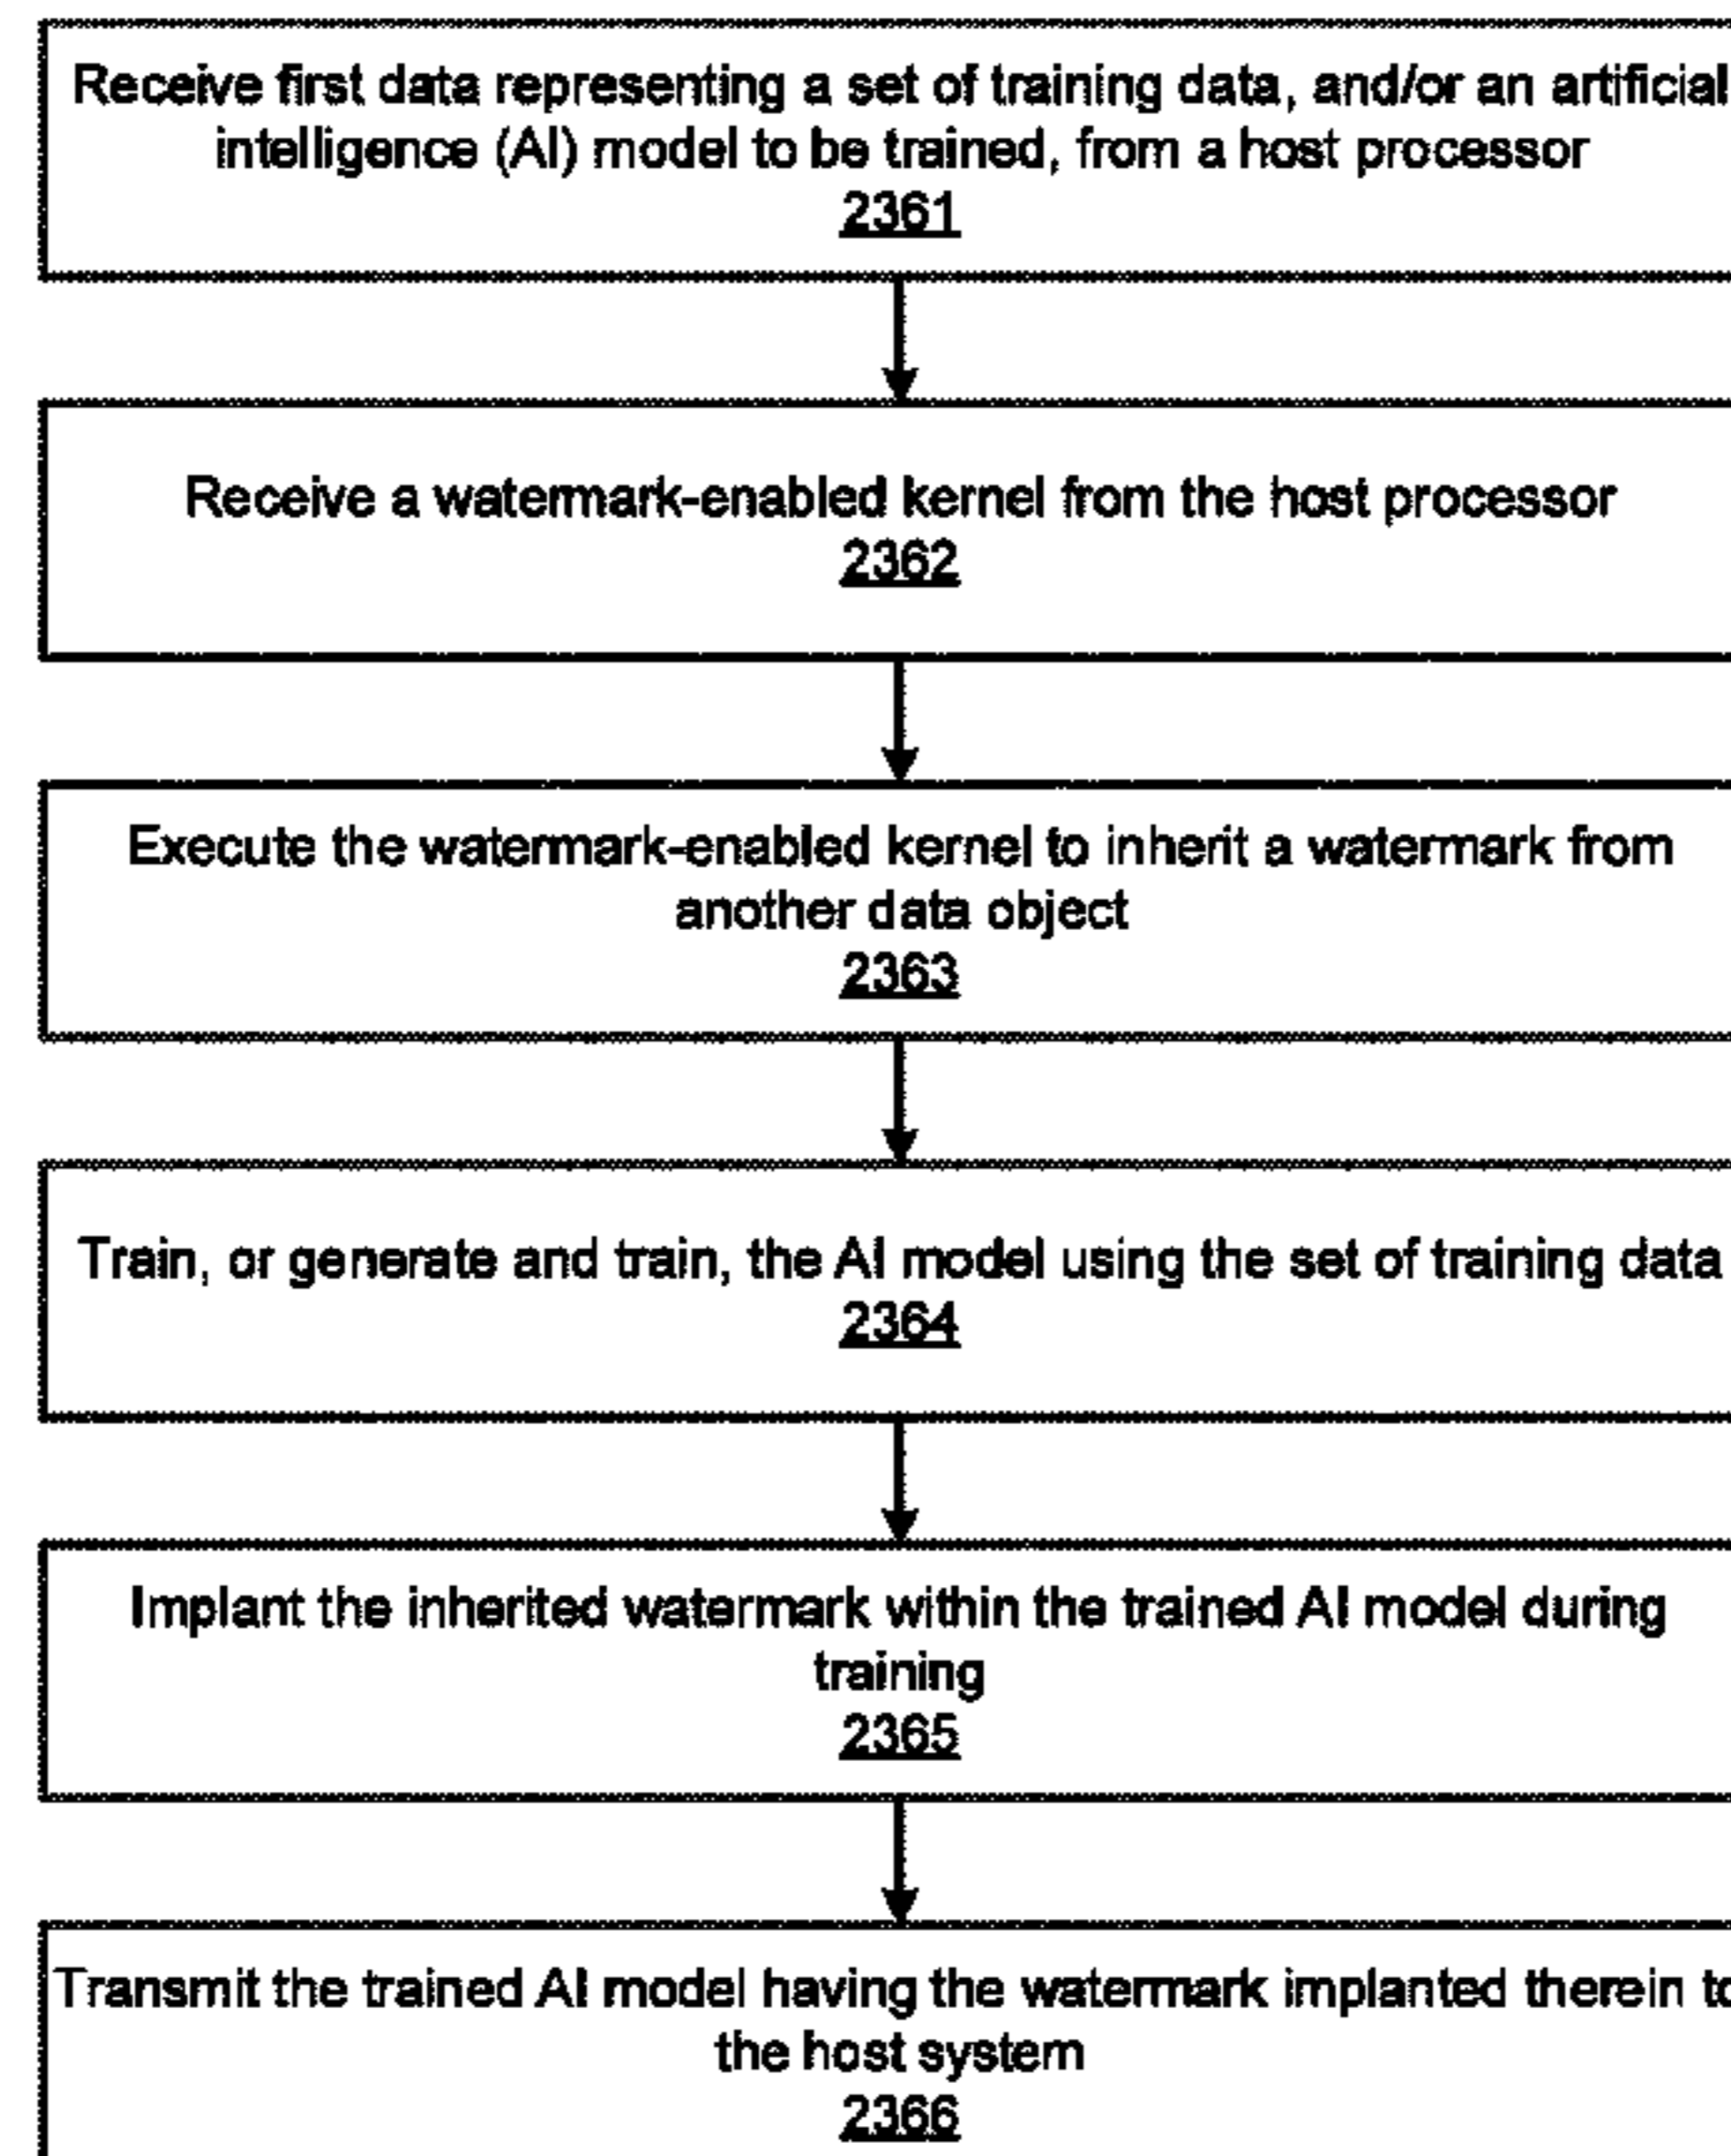 Receive first data representing a set of training data, and/or an artificial
intelligence (AI) model to be trained, from a host processor
2361
Receive a watermark-enabled kernel from the host processor
2362
Execute the watermark-enabled kernel to inherit a watermark from
another data object
2363
Train, or generate and train, the AI model using the set of training data
2364
Implant the inherited watermark within the trained AI model during
training
2365
Transmit the trained AI model having the watermark implanted therein to
the host system
2366